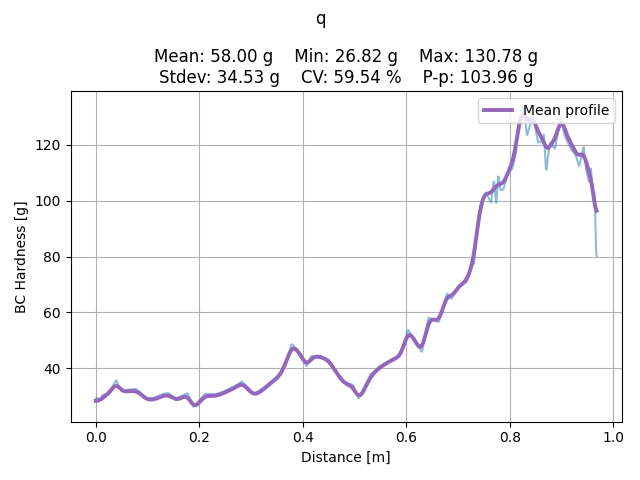 q
Mean: 58.00 g Min: 26.82 g Max: 130.78 g
Stdev: 34.53 g CV: 59.54 % P-p: 103.96 g
Mean profile
120
100
80
60
40
BC Hardness [g]
0.0 0.2 0.4 0.6 0.8 1.0
Distance [m]